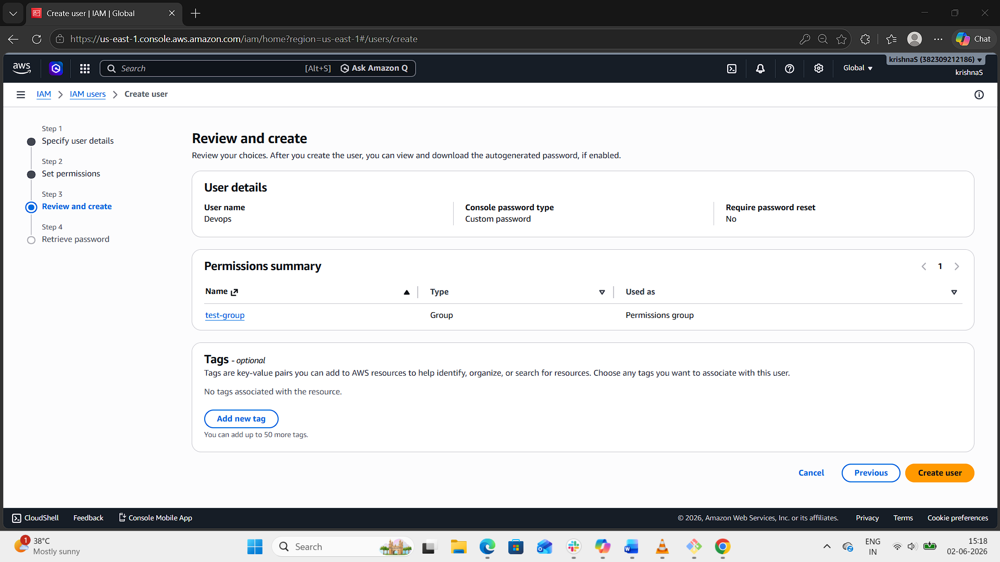 Create user | IAM | Global
https://us-east-1.console.aws.amazon.com/iam/home?region=us-east-1#/users/create
Chat
aws
Search
[Alt+S]
Ask Amazon Q
Global
krishnaS (382309212186)
krishnaS
IAM
IAM users
Create user
Step 1
Specify user details
Step 2
Set permissions
Step 3
Review and create
Step 4
Retrieve password
Review and create
Review your choices. After you create the user, you can view and download the autogenerated password, if enabled.
User details
User name
Devops
Console password type
Custom password
Require password reset
No
Permissions summary
1
Name
Type
Used as
test-group
Group
Permissions group
Tags - optional
Tags are key-value pairs you can add to AWS resources to help identify, organize, or search for resources. Choose any tags you want to associate with this user.
No tags associated with the resource.
Add new tag
You can add up to 50 more tags.
Cancel
Previous
Create user
CloudShell
Feedback
Console Mobile App
© 2026, Amazon Web Services, Inc. or its affiliates.
Privacy
Terms
Cookie preferences
1
38°C
Mostly sunny
Search
ENG
IN
15:18
02-06-2026